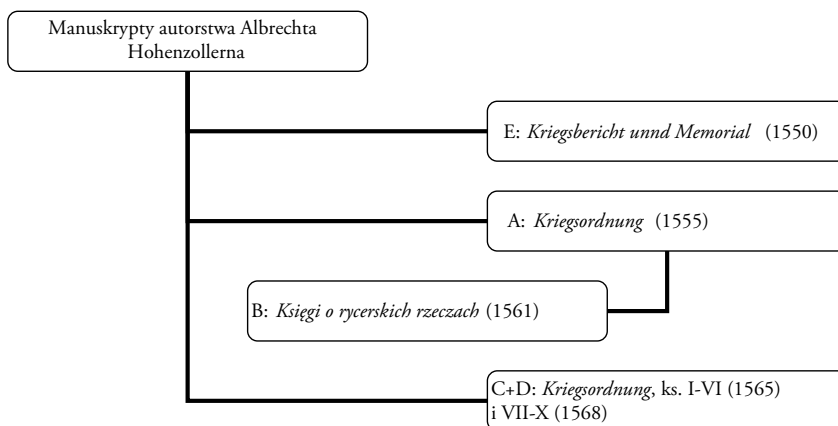 Manuskrypty autorstwa Albrechta
Hohenzollerna
E: Kriegsbericht unnd Memorial (1550)
A: Kriegsordnung (1555)
B: Księgi o rycerskich rzeczach (1561)
C+D: Kriegsordnung, ks. I-VI (1565)
i VII-X (1568)